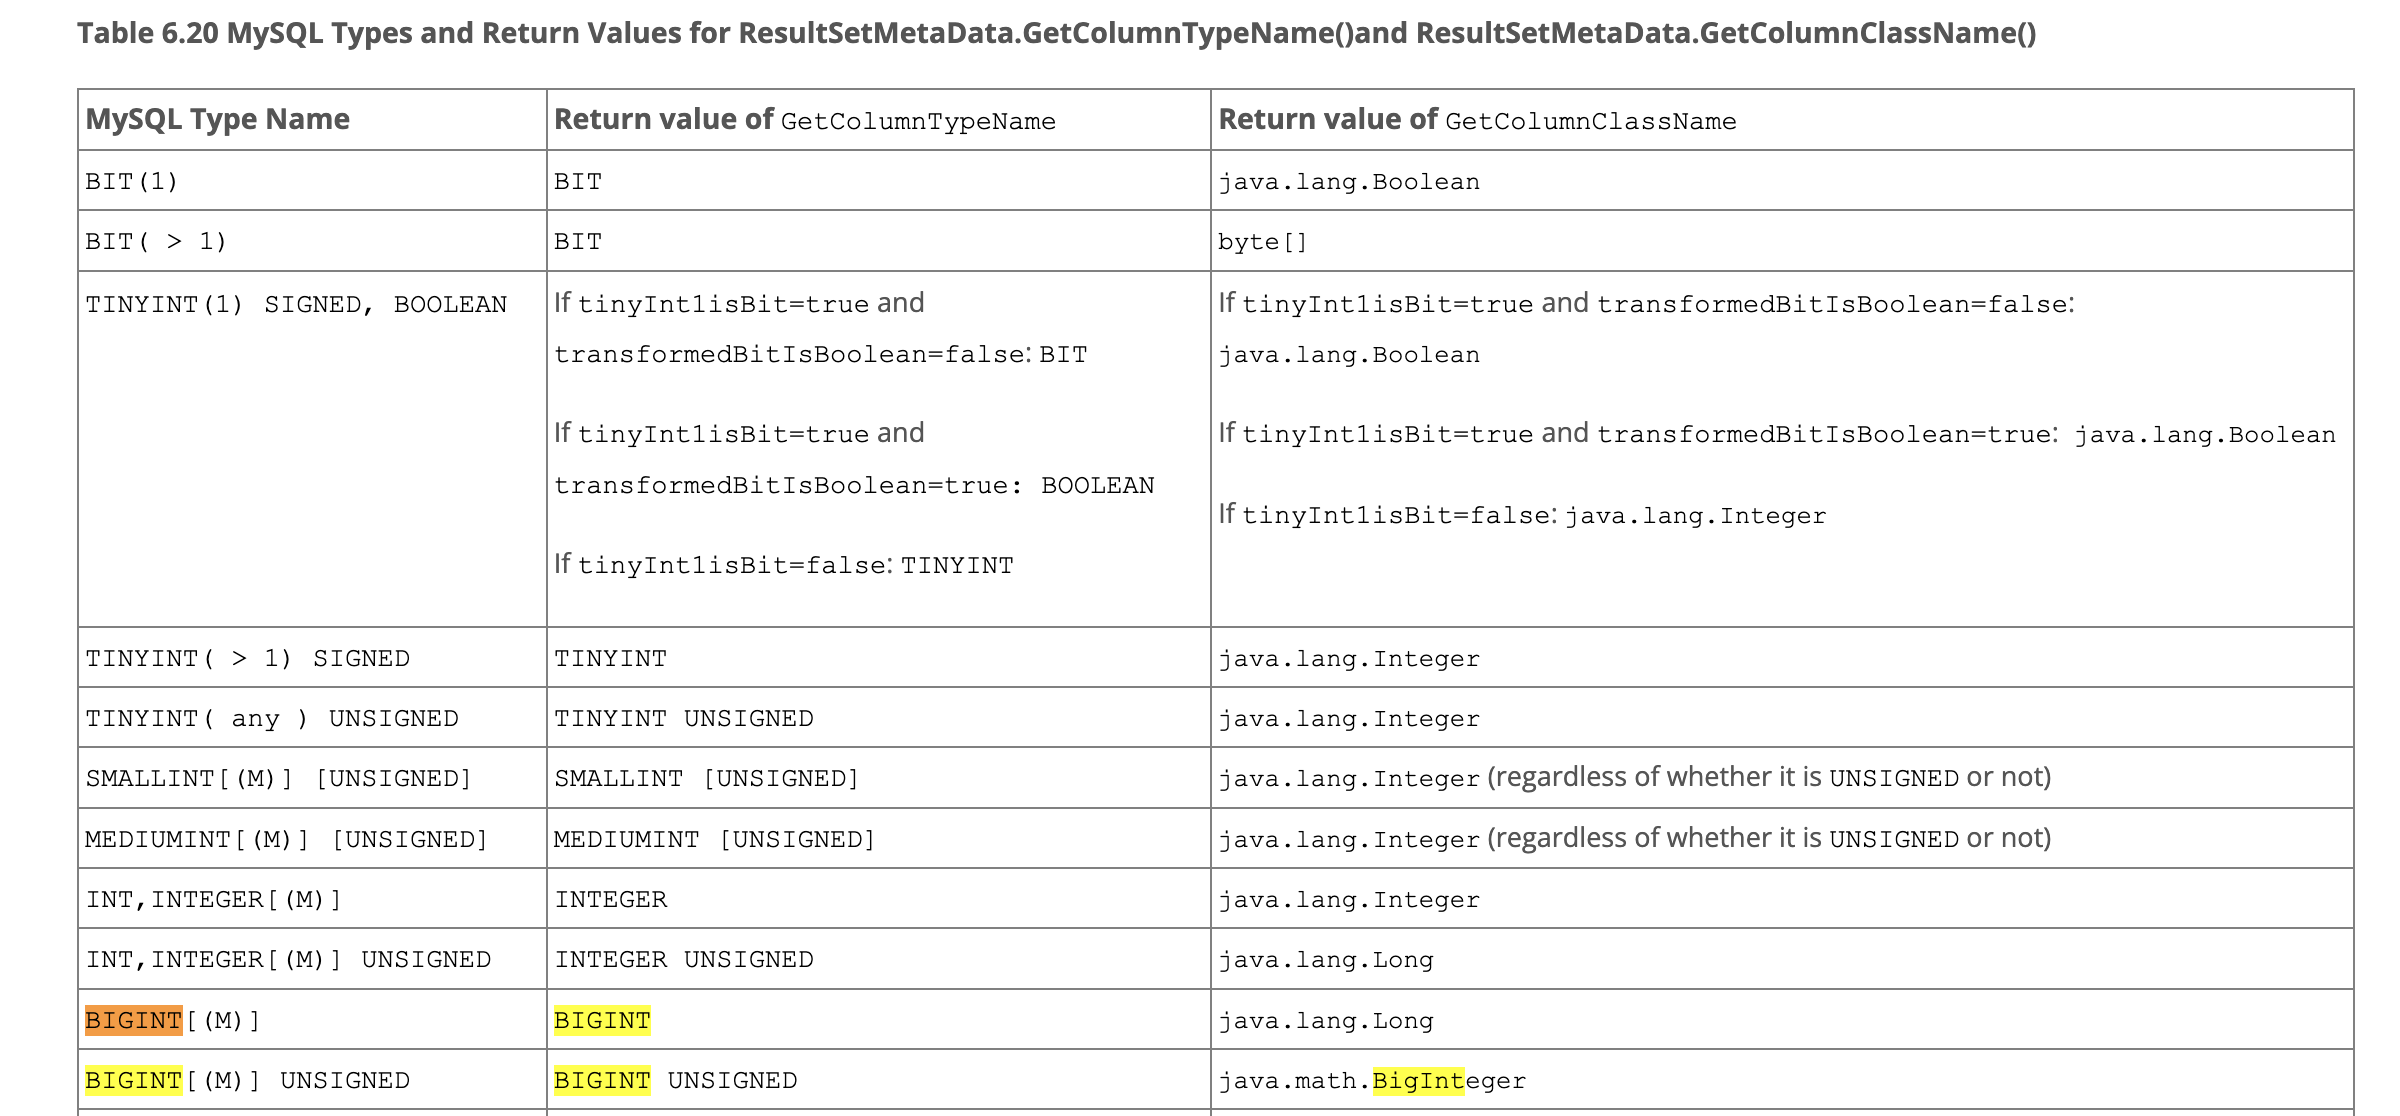 Table 6.20 MySQL Types and Return Values for ResultSetMetaData.GetColumnTypeName()and ResultSetMetaData.GetColumnClassName()
MySQL Type Name
Return value of GetColumnTypeName
Return value of GetColumnClassName
BIT(1)
BIT
java.lang.Boolean
BIT( > 1)
BIT
byte[]
TINYINT(1) SIGNED, BOOLEAN
If tinyInt1isBit=true and
transformedBitIsBoolean=false: BIT
If tinyInt1isBit=true and
transformedBitIsBoolean=true: BOOLEAN
If tinyInt1isBit=false: TINYINT
If tinyInt1isBit=true and transformedBitIsBoolean=false:
java.lang.Boolean
If tinyInt1isBit=true and transformedBitIsBoolean=true: java.lang.Boolean
If tinyInt1isBit=false: java.lang.Integer
TINYINT( > 1) SIGNED
TINYINT
java.lang.Integer
TINYINT( any ) UNSIGNED
TINYINT UNSIGNED
java.lang.Integer
SMALLINT[(M)] [UNSIGNED]
SMALLINT [UNSIGNED]
java.lang.Integer (regardless of whether it is UNSIGNED or not)
MEDIUMINT[(M)] [UNSIGNED]
MEDIUMINT [UNSIGNED]
java.lang.Integer (regardless of whether it is UNSIGNED or not)
INT,INTEGER[(M)]
INTEGER
java.lang.Integer
INT,INTEGER[(M)] UNSIGNED
INTEGER UNSIGNED
java.lang.Long
BIGINT[(M)]
BIGINT
java.lang.Long
BIGINT[(M)] UNSIGNED
BIGINT UNSIGNED
java.math.BigInteger